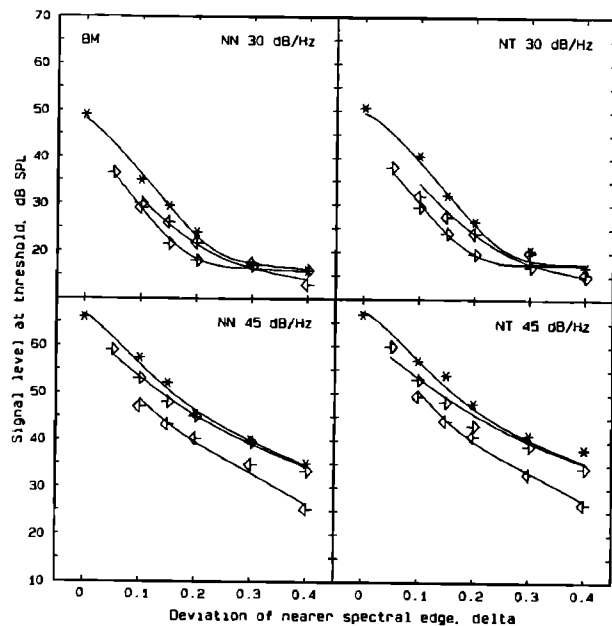 BM NN 30 dB/Hz
NT 30 dB/Hz
70
60
50
40
30
20
NN 45 dB/Hz
NT 45 dB/Hz
60
50
40
30
20
10
Signal level at threshold, dB SPL
0 0.1 0.2 0.3 0.4 0 0.1 0.2 0.3 0.4
Deviation of nearer spectral edge, delta